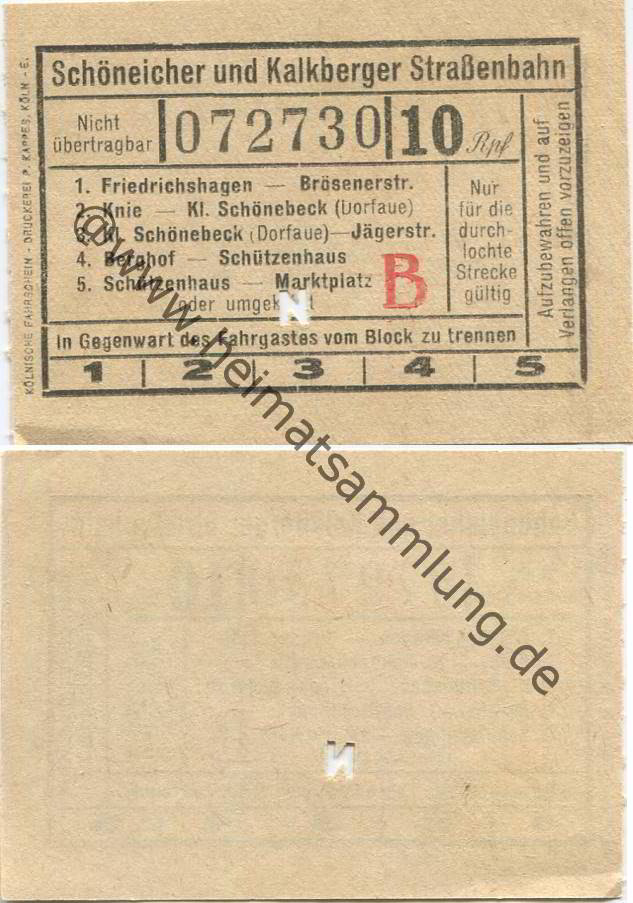 Schöneicher und Kalkberger Straßenbahn
Nicht
übertragbar
072730
10 Rpf
1. Friedrichshagen — Brösenerstr.
2. Knie — Kl. Schönebeck (Dorfaue)
3. Kl. Schönebeck (Dorfaue)—Jägerstr.
4. Berghof — Schützenhaus
5. Schützenhaus — Marktplatz
oder umgekehrt
B
Nur
für die
durch-
lochte
Strecke
gültig
Aufzubewahren und auf
Verlangen offen vorzuzeigen
In Gegenwart des Fahrgastes vom Block zu trennen
1 | 2 | 3 | 4 | 5
KÖLNISCHE FAHRSCHEIN - DRUCKEREI P. KAPPES, KÖLN - E.
@www.heimatsammlung.de